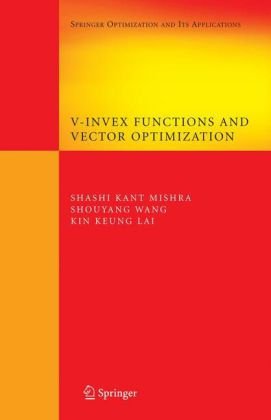 SPRINGER OPTIMIZATION AND ITS APPLICATIONS
V-INVEX FUNCTIONS AND
VECTOR OPTIMIZATION
SHASHI KANT MISHRA
SHOUYANG WANG
KIN KEUNG LAI
Springer